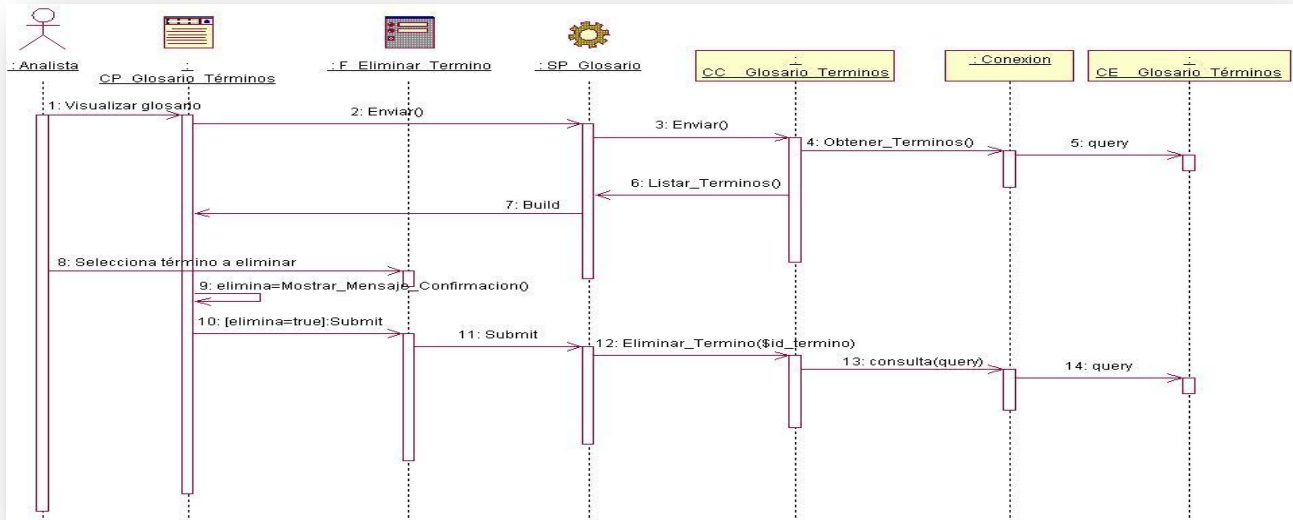 : Analista
:
CP_Glosario_Términos
: F_Eliminar_Termino
: SP_Glosario
:
CC__Glosario_Terminos
: Conexion
:
CE__Glosario_Términos
1: Visualizar glosario
2: Enviar()
3: Enviar()
4: Obtener_Terminos()
5: query
6: Listar_Terminos()
7: Build
8: Selecciona término a eliminar
9: elimina=Mostrar_Mensaje_Confirmacion()
10: [elimina=true]:Submit
11: Submit
12: Eliminar_Termino($id_termino)
13: consulta(query)
14: query